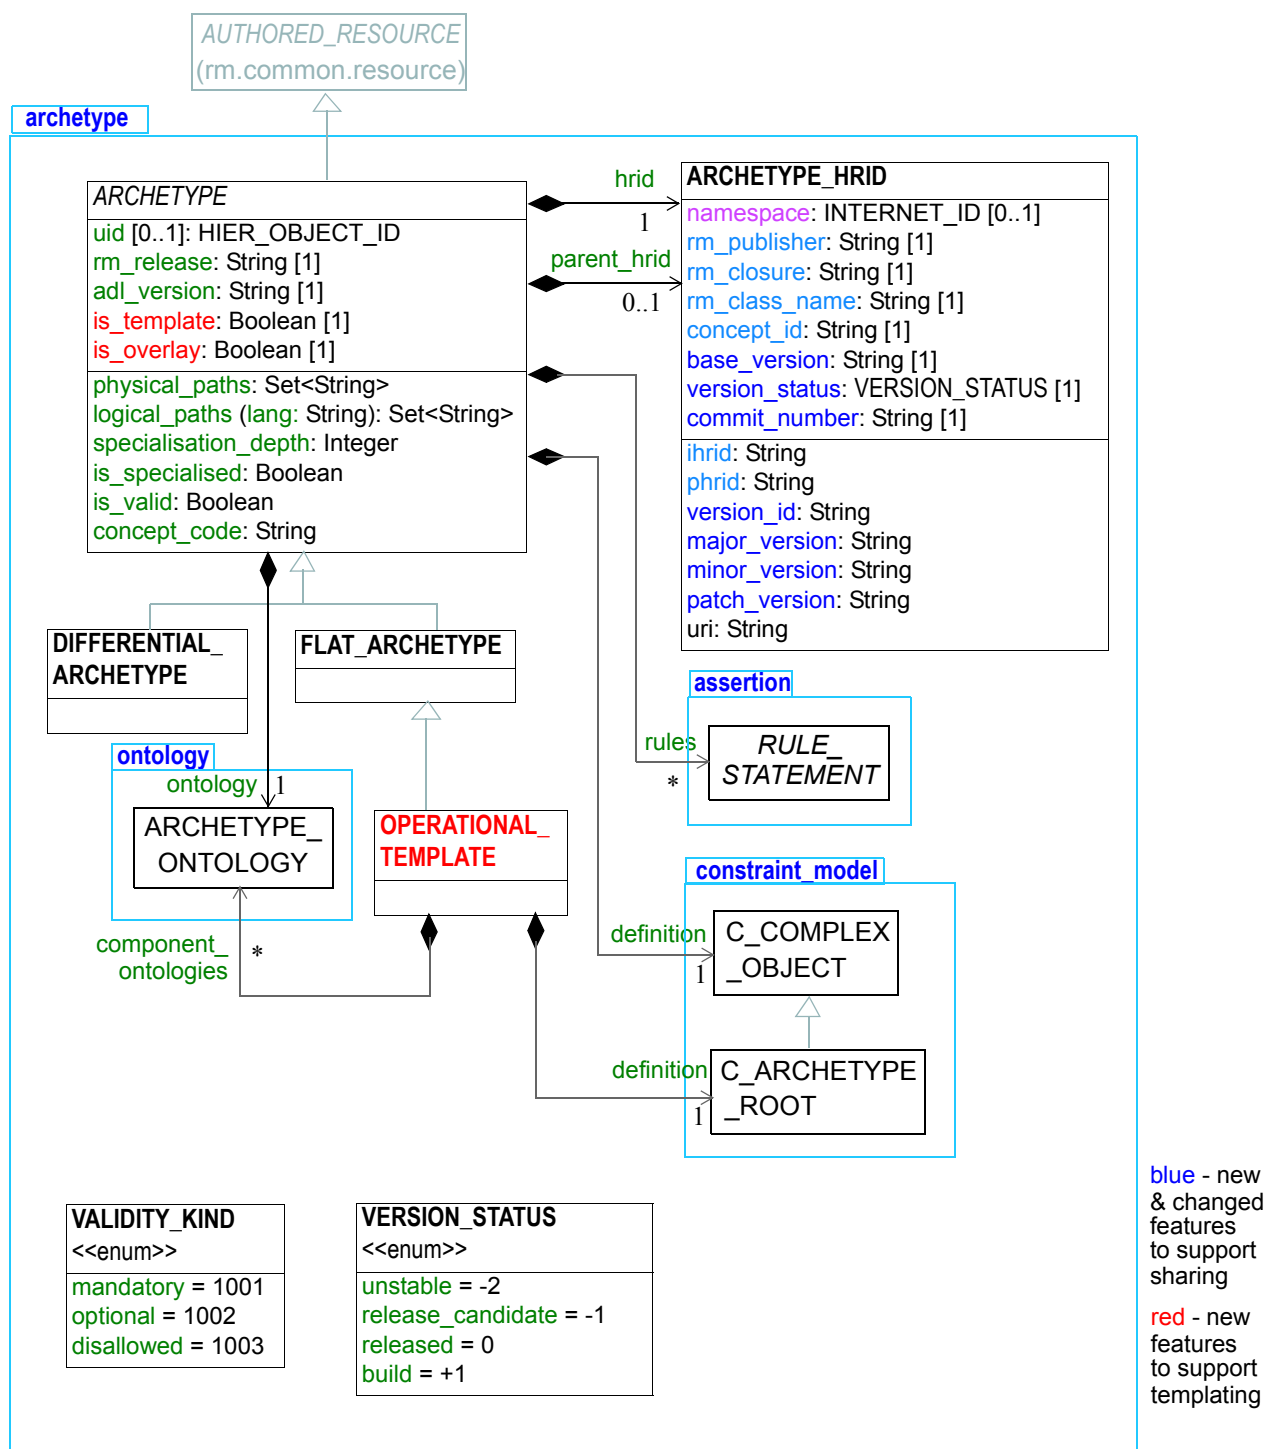 AUTHORED_RESOURCE
(rm.common.resource)
archetype
ARCHETYPE
uid [0..1]: HIER_OBJECT_ID
rm_release: String [1]
adl_version: String [1]
is_template: Boolean [1]
is_overlay: Boolean [1]
physical_paths: Set<String>
logical_paths (lang: String): Set<String>
specialisation_depth: Integer
is_specialised: Boolean
is_valid: Boolean
concept_code: String
hrid
1
parent_hrid
0..1
ARCHETYPE_HRID
namespace: INTERNET_ID [0..1]
rm_publisher: String [1]
rm_closure: String [1]
rm_class_name: String [1]
concept_id: String [1]
base_version: String [1]
version_status: VERSION_STATUS [1]
commit_number: String [1]
ihrid: String
phrid: String
version_id: String
major_version: String
minor_version: String
patch_version: String
uri: String
DIFFERENTIAL_
ARCHETYPE
FLAT_ARCHETYPE
assertion
rules
*
RULE_
STATEMENT
ontology
ontology
1
ARCHETYPE_
ONTOLOGY
OPERATIONAL_
TEMPLATE
component_
ontologies
*
constraint_model
definition
1
C_COMPLEX
_OBJECT
definition
1
C_ARCHETYPE
_ROOT
VALIDITY_KIND
<<enum>>
mandatory = 1001
optional = 1002
disallowed = 1003
VERSION_STATUS
<<enum>>
unstable = -2
release_candidate = -1
released = 0
build = +1
blue - new
& changed
features
to support
sharing
red - new
features
to support
templating